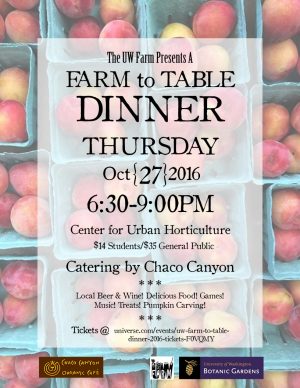 The UW Farm Presents A
FARM to TABLE
DINNER
THURSDAY
Oct{27}2016
6:30-9:00PM
Center for Urban Horticulture
$14 Students/$35 General Public
Catering by Chaco Canyon
***
Local Beer & Wine! Delicious Food! Games!
Music! Treats! Pumpkin Carving!
***
Tickets @ universe.com/events/uw-farm-to-table-
dinner-2016-tickets-F0VQMY
CHACO CANYON
ORGANIC CAFE
University of Washington
BOTANIC GARDENS